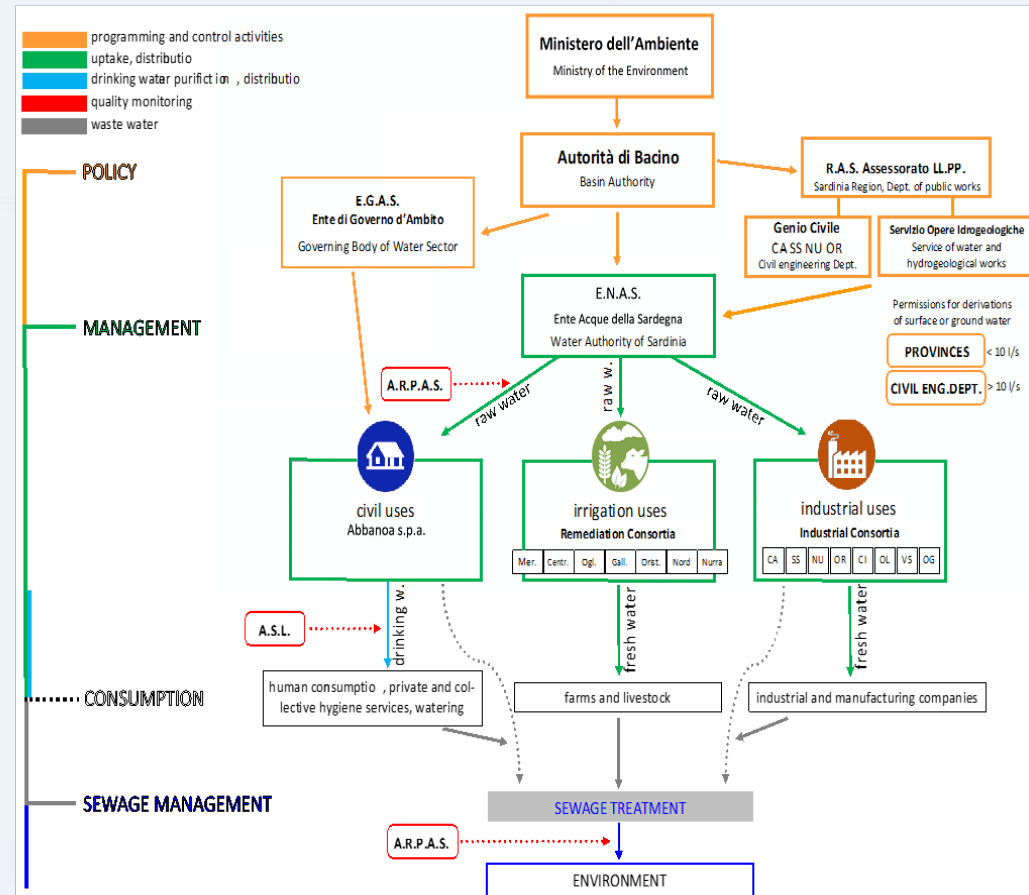 programming and control activities
uptake, distributio
drinking water purifict io n , distributio
quality monitoring
waste water
POLICY
MANAGEMENT
CONSUMPTION
SEWAGE MANAGEMENT
Ministero dell'Ambiente
Ministry of the Environment
Autorità di Bacino
Basin Authority
R.A.S. Assessorato LL.PP.
Sardinia Region, Dept. of public works
E.G.A.S.
Ente di Governo d'Ambito
Governing Body of Water Sector
Genio Civile
CA SS NU OR
Civil engineering Dept.
Servizio Opere Idrogeologiche
Service of water and
hydrogeological works
E.N.A.S.
Ente Acque della Sardegna
Water Authority of Sardinia
Permissions for derivations
of surface or ground water
PROVINCES < 10 l/s
CIVIL ENG.DEPT. > 10 l/s
A.R.P.A.S.
raw water
raw w.
raw water
civil uses
Abbanoa s.p.a.
irrigation uses
Remediation Consortia
Mer. Centr. Ogl. Gall. Orist. Nord Nurra
industrial uses
Industrial Consortia
CA SS NU OR CI OL VS OG
A.S.L.
drinking w.
fresh water
fresh water
human consumptio , private and col-
lective hygiene services, watering
farms and livestock
industrial and manufacturing companies
SEWAGE TREATMENT
A.R.P.A.S.
ENVIRONMENT